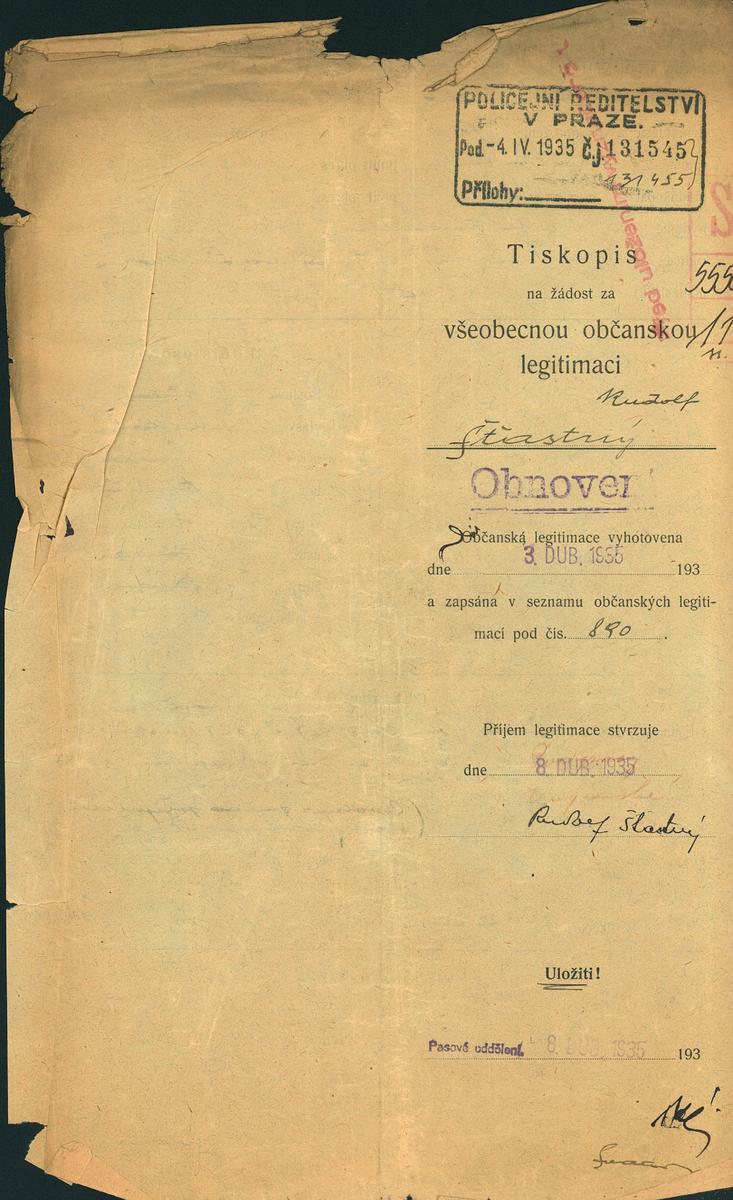 POLICEJNÍ ŘEDITELSTVÍ
V PRAZE.
Pod. -4. IV. 1935 č.j. 131545
131455
Přílohy:
Tiskopis
na žádost za
555
všeobecnou občanskou
legitimaci
Rudolf
Šťastný
Obnoven
Občanská legitimace vyhotovena
dne 3. DUB. 1935 193
a zapsána v seznamu občanských legiti-
mací pod čís. 890.
Příjem legitimace stvrzuje
dne 8. DUB. 1935
Rudolf Šťastný
Uložiti!
Pasové oddělení. 8. DUB. 1935 193